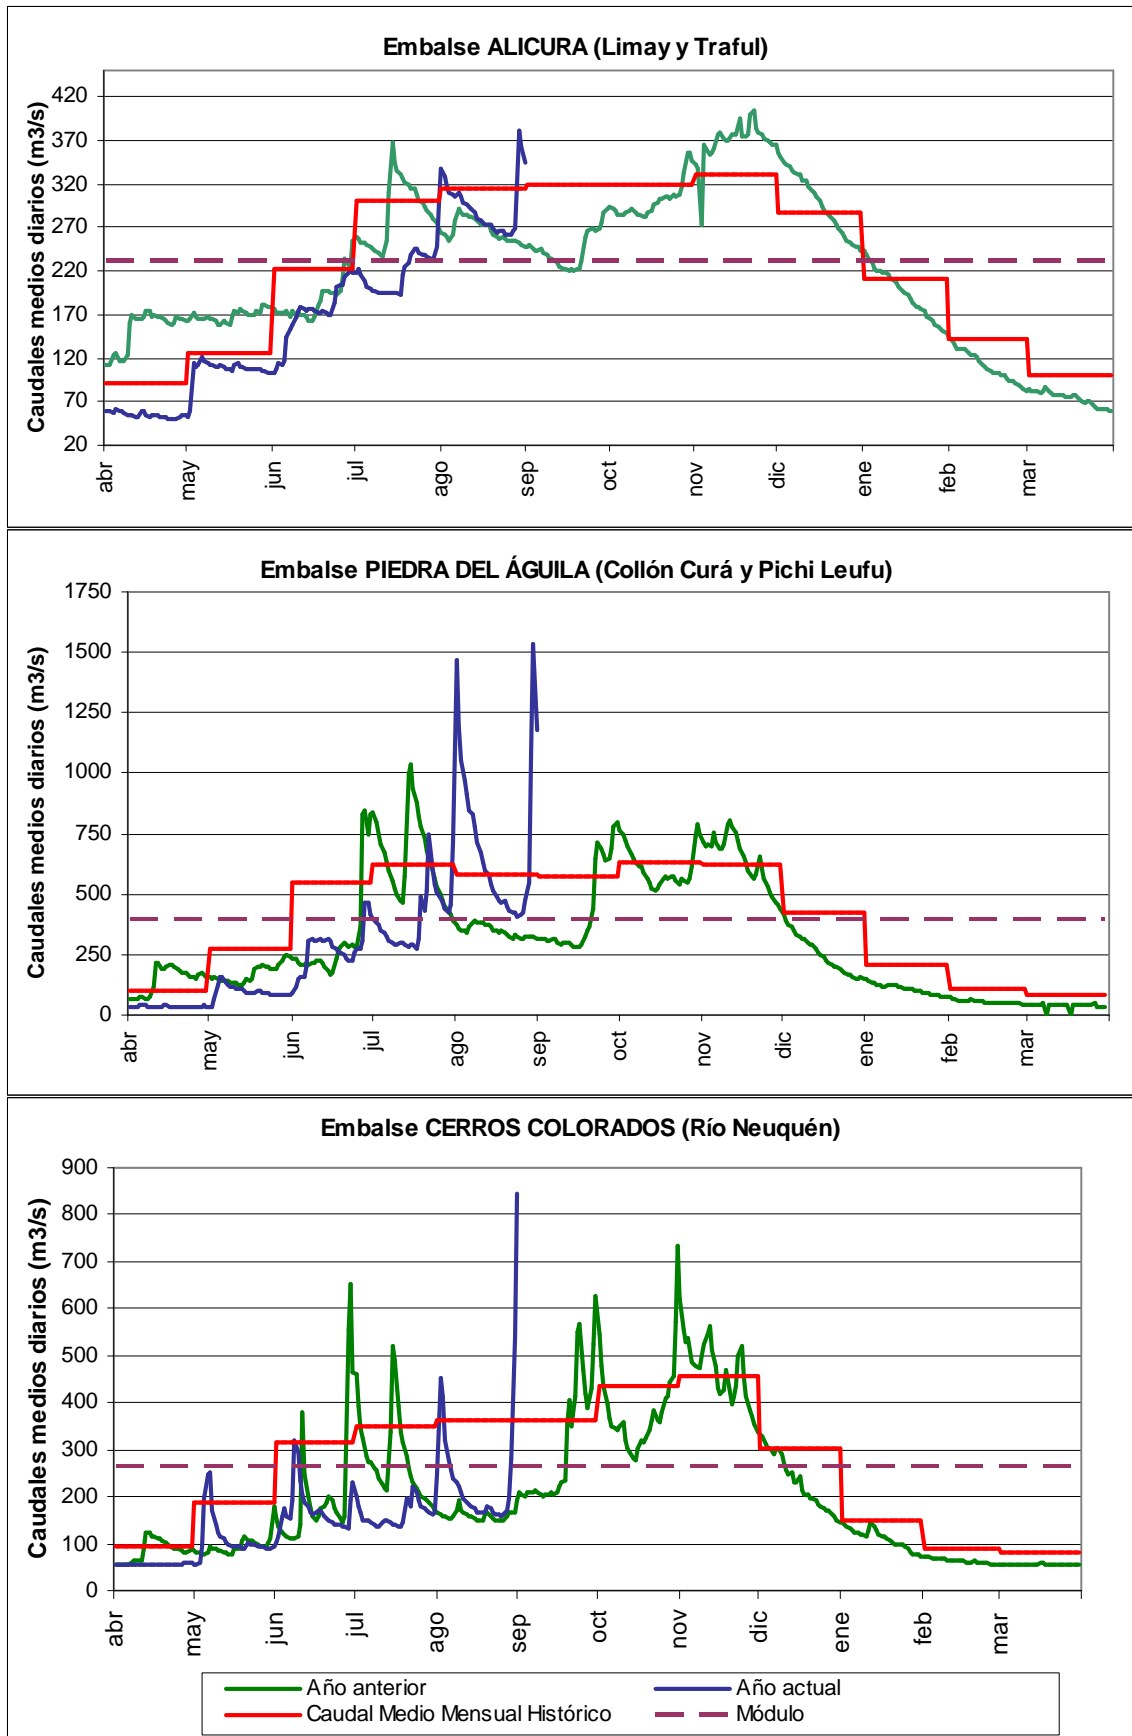 Embalse ALICURA (Limay y Traful)
Caudales medios diarios (m3/s)
420
370
320
270
220
170
120
70
20
abr
may
jun
jul
ago
sep
oct
nov
dic
ene
feb
mar
Embalse PIEDRA DEL ÁGUILA (Collón Curá y Pichi Leufu)
Caudales medios diarios (m3/s)
1750
1500
1250
1000
750
500
250
0
abr
may
jun
jul
ago
sep
oct
nov
dic
ene
feb
mar
Embalse CERROS COLORADOS (Río Neuquén)
Caudales medios diarios (m3/s)
900
800
700
600
500
400
300
200
100
0
abr
may
jun
jul
ago
sep
oct
nov
dic
ene
feb
mar
Año anterior
Año actual
Caudal Medio Mensual Histórico
Módulo